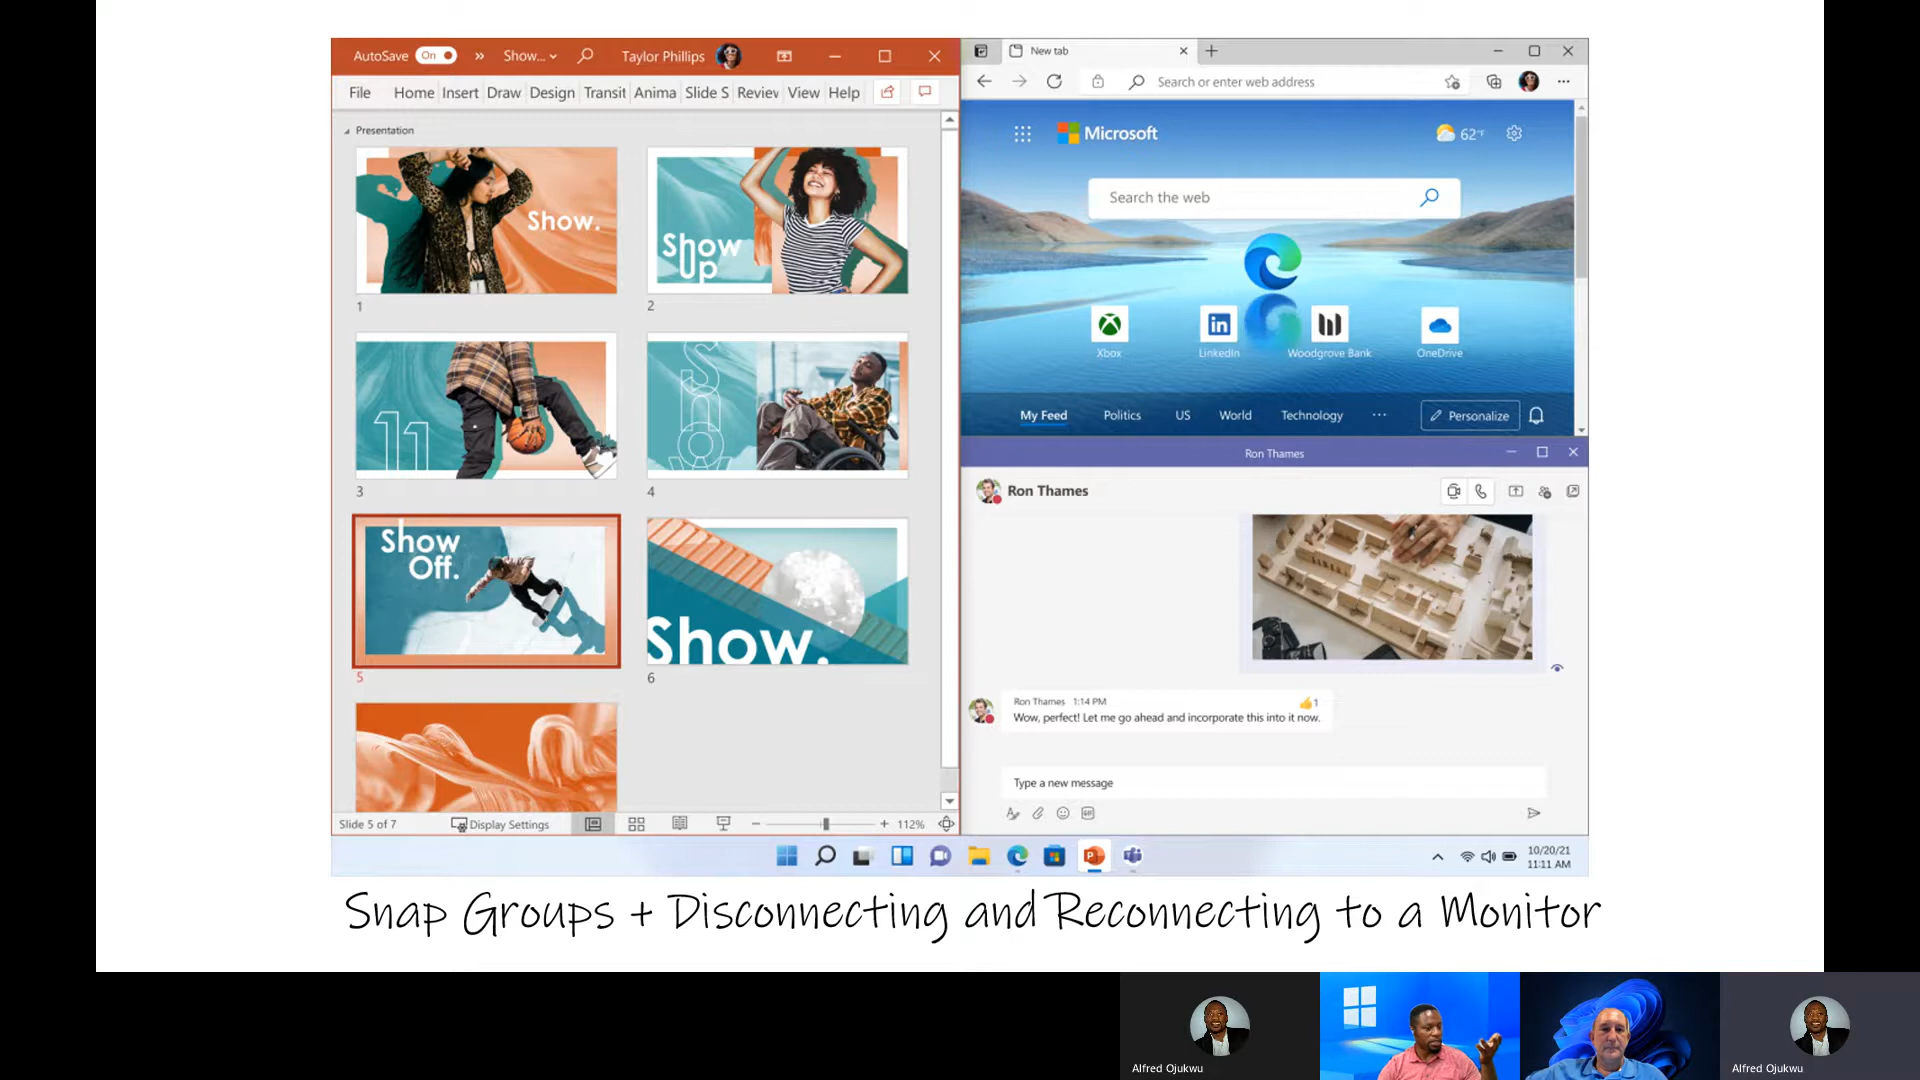 AutoSave On » Show... Taylor Phillips
File Home Insert Draw Design Transit Anima Slide S Review View Help
Presentation
Show.
1
Show
Up
2
11
3
Show
4
Show
Off.
5
Show.
6
Slide 5 of 7 Display Settings 112%
New tab
Search or enter web address
Microsoft
62°F
Search the web
Xbox LinkedIn Woodgrove Bank OneDrive
My Feed Politics US World Technology ... Personalize
Ron Thames
Ron Thames
Ron Thames 1:14 PM 1
Wow, perfect! Let me go ahead and incorporate this into it now.
Type a new message
10/20/21
11:11 AM
Snap Groups + Disconnecting and Reconnecting to a Monitor
Alfred Ojukwu
Alfred Ojukwu